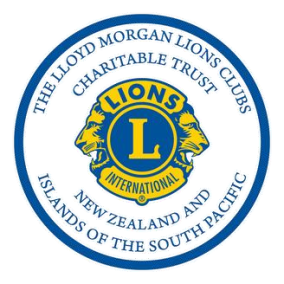 THE LLOYD MORGAN LIONS CLUBS
CHARITABLE TRUST
LIONS
L
INTERNATIONAL
®
NEW ZEALAND AND
ISLANDS OF THE SOUTH PACIFIC